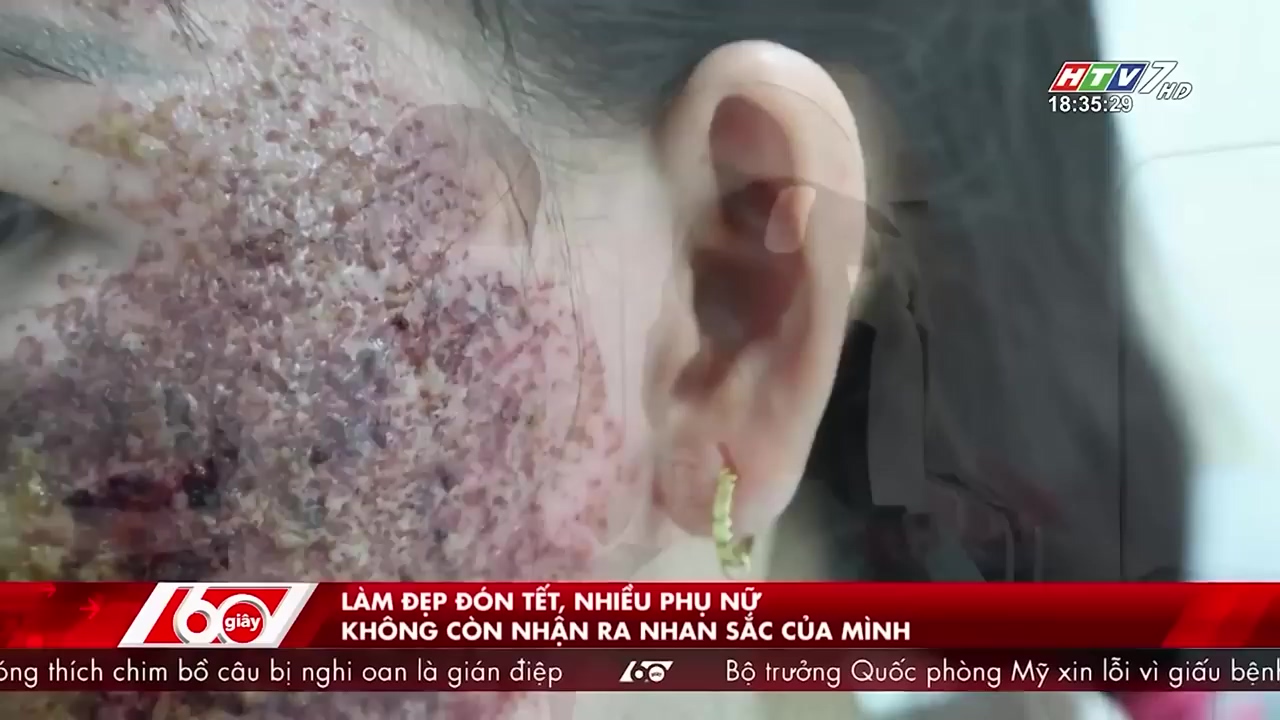 HTV7 HD
18:35:29
60 giây
LÀM ĐẸP ĐÓN TẾT, NHIỀU PHỤ NỮ
KHÔNG CÒN NHẬN RA NHAN SẮC CỦA MÌNH
thích chim bồ câu bị nghi oan là gián điệp 60 giây Bộ trưởng Quốc phòng Mỹ xin lỗi vì giấu